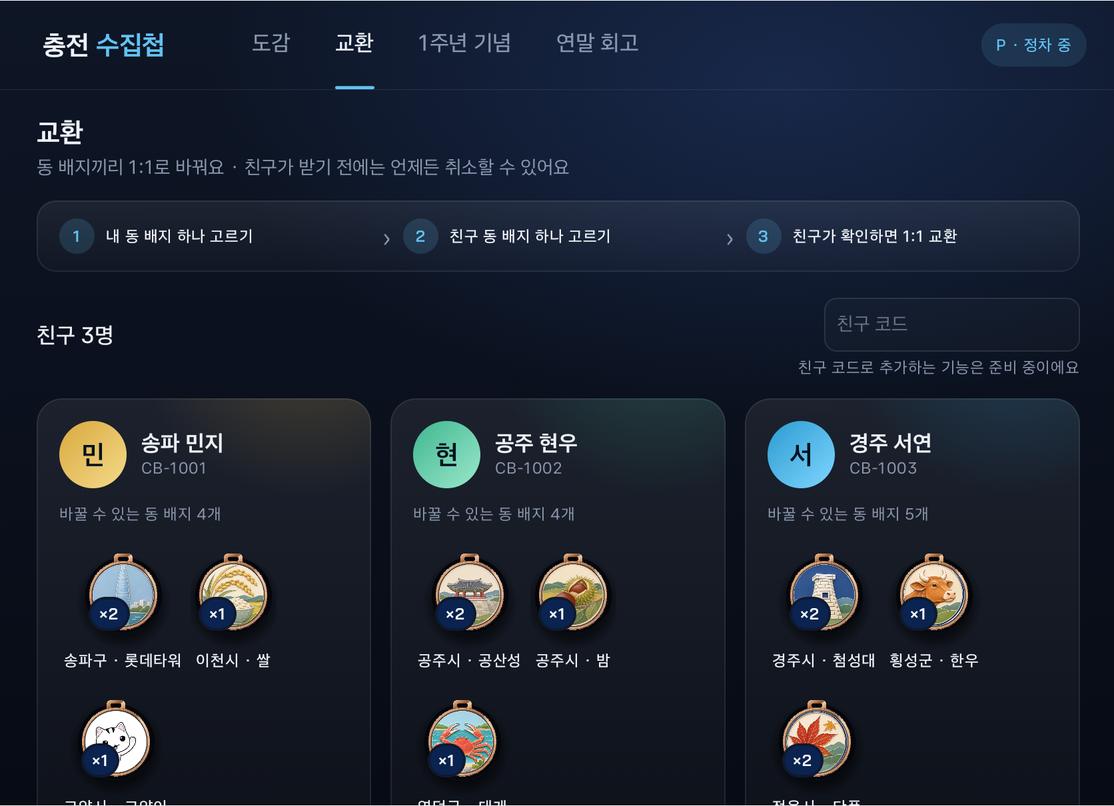 충전 수집첩
도감
교환
1주년 기념
연말 회고
P · 정차 중
교환
동 배지끼리 1:1로 바꿔요 · 친구가 받기 전에는 언제든 취소할 수 있어요
1 내 동 배지 하나 고르기
›
2 친구 동 배지 하나 고르기
›
3 친구가 확인하면 1:1 교환
친구 3명
친구 코드
친구 코드로 추가하는 기능은 준비 중이에요
민
송파 민지
CB-1001
바꿀 수 있는 동 배지 4개
×2
×1
송파구 · 롯데타워
이천시 · 쌀
×1
현
공주 현우
CB-1002
바꿀 수 있는 동 배지 4개
×2
×1
공주시 · 공산성
공주시 · 밤
×1
서
경주 서연
CB-1003
바꿀 수 있는 동 배지 5개
×2
×1
경주시 · 첨성대
횡성군 · 한우
×2